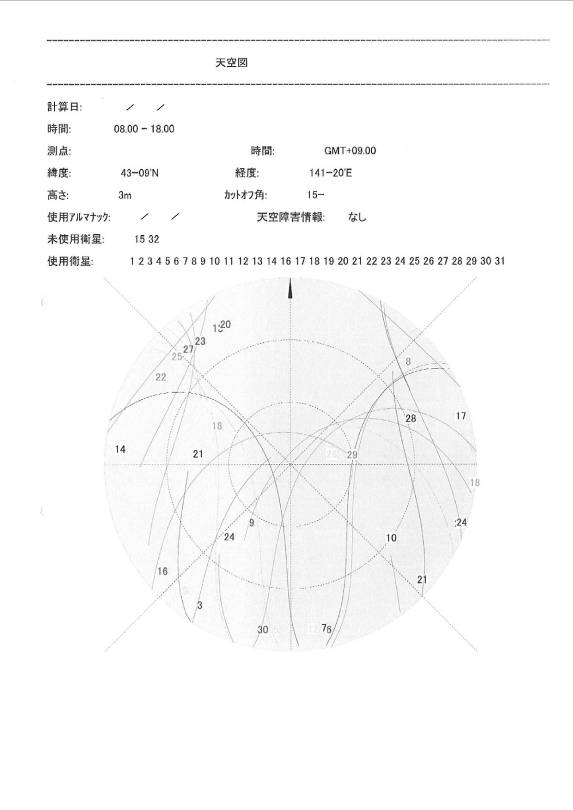 天空図
計算日: / /
時間: 08.00 - 18.00
測点: 時間: GMT+09.00
緯度: 43-09'N 経度: 141-20'E
高さ: 3m カットオフ角: 15-
使用アルマナック: / / 天空障害情報: なし
未使用衛星: 15 32
使用衛星: 1 2 3 4 5 6 7 8 9 10 11 12 13 14 16 17 18 19 20 21 22 23 24 25 26 27 28 29 30 31
20
23
27
25
8
22
28
17
18
14
21
29
18
9
24
24
10
16
21
3
30